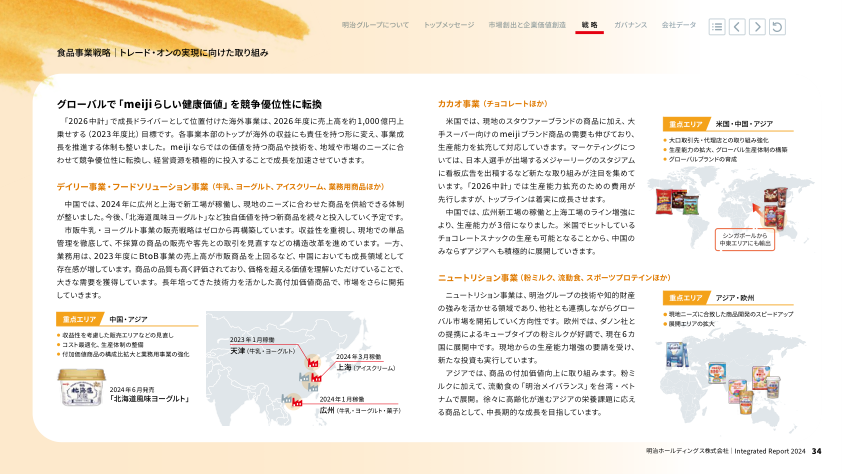 明治グループについて　トップメッセージ　市場創出と企業価値創造　戦略　ガバナンス　会社データ
食品事業戦略｜トレード・オンの実現に向けた取り組み
グローバルで「meijiらしい健康価値」を競争優位性に転換
「2026中計」で成長ドライバーとして位置付けた海外事業は、2026年度に売上高を約1,000億円上
乗せする（2023年度比）目標です。各事業本部のトップが海外の収益にも責任を持つ形に変え、事業成
長を推進する体制も整いました。meijiならではの価値を持つ商品や技術を、地域や市場のニーズに合
わせて競争優位性に転換し、経営資源を積極的に投入することで成長を加速させていきます。
デイリー事業・フードソリューション事業（牛乳、ヨーグルト、アイスクリーム、業務用商品ほか）
中国では、2024年に広州と上海で新工場が稼働し、現地のニーズに合わせた商品を供給できる体制
が整いました。今後、「北海道風味ヨーグルト」など独自価値を持つ新商品を続々と投入していく予定です。
市販牛乳・ヨーグルト事業の販売戦略はゼロから再構築しています。収益性を重視し、現地での単品
管理を徹底して、不採算の商品の販売や客先との取引を見直すなどの構造改革を進めています。一方、
業務用は、2023年度にBtoB事業の売上高が市販商品を上回るなど、中国においても成長領域として
存在感が増しています。商品の品質も高く評価されており、価格を超える価値を理解いただけていることで、
大きな需要を獲得しています。長年培ってきた技術力を活かした高付加価値商品で、市場をさらに開拓
していきます。
重点エリア　中国・アジア
収益性を考慮した販売エリアなどの見直し
コスト最適化、生産体制の整備
付加価値商品の構成比拡大と業務用事業の強化
2024年6月発売
「北海道風味ヨーグルト」
2023年1月稼働
天津（牛乳・ヨーグルト）
2024年3月稼働
上海（アイスクリーム）
2024年1月稼働
広州（牛乳・ヨーグルト・菓子）
カカオ事業（チョコレートほか）
米国では、現地のスタウファーブランドの商品に加え、大
手スーパー向けのmeijiブランド商品の需要も伸びており、
生産能力を拡充して対応していきます。マーケティングにつ
いては、日本人選手が出場するメジャーリーグのスタジアム
に看板広告を出稿するなど新たな取り組みが注目を集めて
います。「2026中計」では生産能力拡充のための費用が
先行しますが、トップラインは着実に成長させます。
中国では、広州新工場の稼働と上海工場のライン増強に
より、生産能力が3倍になりました。米国でヒットしている
チョコレートスナックの生産も可能となることから、中国の
みならずアジアへも積極的に展開していきます。
重点エリア　米国・中国・アジア
大口取引先・代理店との取り組み強化
生産能力の拡大、グローバル生産体制の構築
グローバルブランドの育成
シンガポールから
中東エリアにも輸出
ニュートリション事業（粉ミルク、流動食、スポーツプロテインほか）
ニュートリション事業は、明治グループの技術や知的財産
の強みを活かせる領域であり、他社とも連携しながらグロー
バル市場を開拓していく方向性です。欧州では、ダノン社と
の提携によるキューブタイプの粉ミルクが好調で、現在6カ
国に展開中です。現地からの生産能力増強の要請を受け、
新たな投資も実行しています。
アジアでは、商品の付加価値向上に取り組みます。粉ミ
ルクに加えて、流動食の「明治メイバランス」を台湾・ベト
ナムで展開。徐々に高齢化が進むアジアの栄養課題に応え
る商品として、中長期的な成長を目指しています。
重点エリア　アジア・欧州
現地ニーズに合致した商品開発のスピードアップ
展開エリアの拡大
明治ホールディングス株式会社｜Integrated Report 2024　34